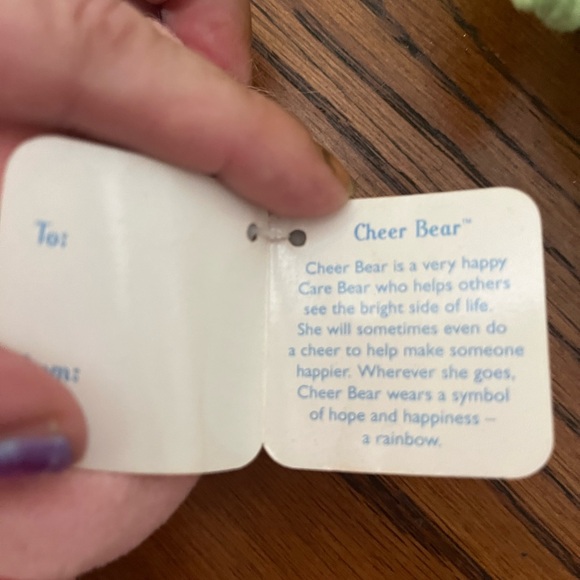 To:
Cheer Bear™
Cheer Bear is a very happy
Care Bear who helps others
see the bright side of life.
She will sometimes even do
a cheer to help make someone
happier. Wherever she goes,
Cheer Bear wears a symbol
of hope and happiness –
a rainbow.